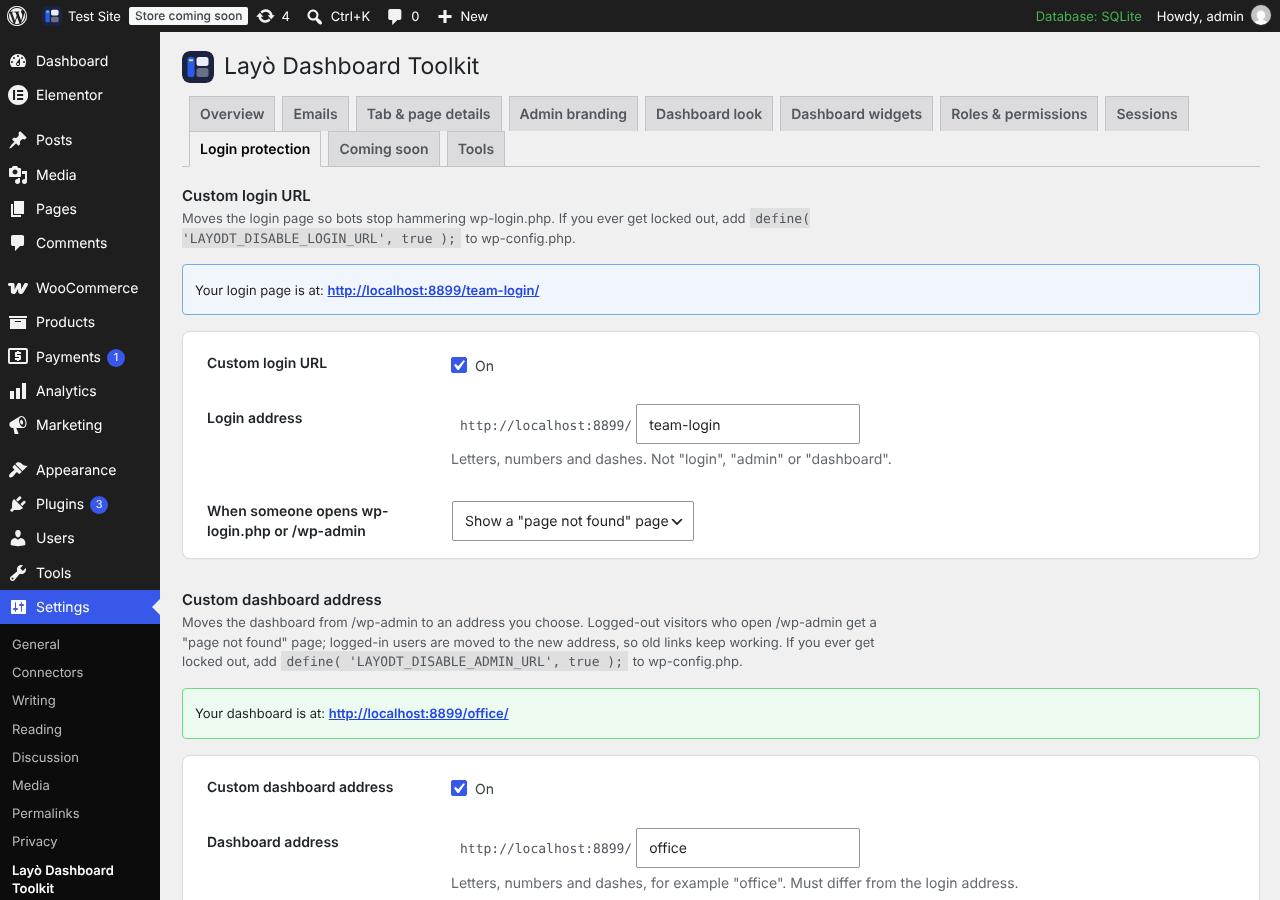 Test Site
Store coming soon
4
Ctrl+K
0
New
Database: SQLite
Howdy, admin
Dashboard
Elementor
Posts
Media
Pages
Comments
WooCommerce
Products
Payments 1
Analytics
Marketing
Appearance
Plugins 3
Users
Tools
Settings
General
Connectors
Writing
Reading
Discussion
Media
Permalinks
Privacy
Layò Dashboard
Toolkit
Layò Dashboard Toolkit
Overview
Emails
Tab & page details
Admin branding
Dashboard look
Dashboard widgets
Roles & permissions
Sessions
Login protection
Coming soon
Tools
Custom login URL
Moves the login page so bots stop hammering wp-login.php. If you ever get locked out, add define(
'LAYODT_DISABLE_LOGIN_URL', true ); to wp-config.php.
Your login page is at: http://localhost:8899/team-login/
Custom login URL
On
Login address
http://localhost:8899/ team-login
Letters, numbers and dashes. Not "login", "admin" or "dashboard".
When someone opens wp-
login.php or /wp-admin
Show a "page not found" page
Custom dashboard address
Moves the dashboard from /wp-admin to an address you choose. Logged-out visitors who open /wp-admin get a
"page not found" page; logged-in users are moved to the new address, so old links keep working. If you ever get
locked out, add define( 'LAYODT_DISABLE_ADMIN_URL', true ); to wp-config.php.
Your dashboard is at: http://localhost:8899/office/
Custom dashboard address
On
Dashboard address
http://localhost:8899/ office
Letters, numbers and dashes, for example "office". Must differ from the login address.